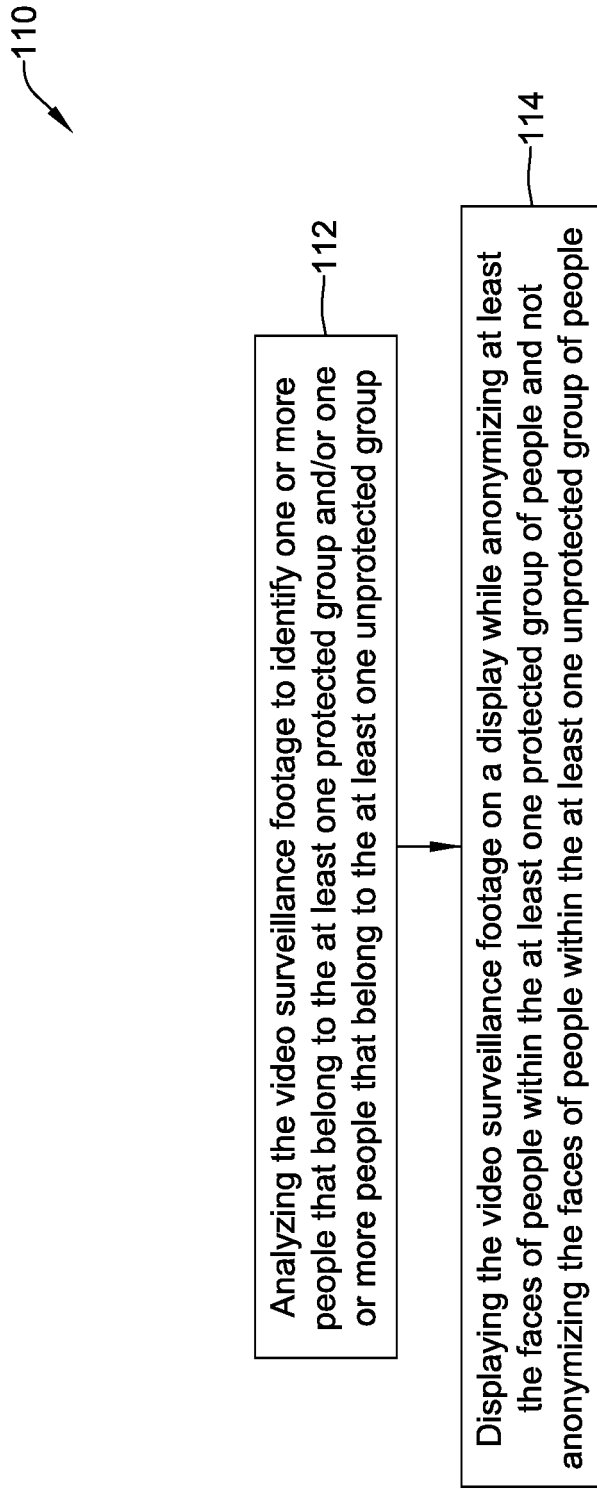 110
112
Analyzing the video surveillance footage to identify one or more
people that belong to the at least one protected group and/or one
or more people that belong to the at least one unprotected group
114
Displaying the video surveillance footage on a display while anonymizing at least
the faces of people within the at least one protected group of people and not
anonymizing the faces of people within the at least one unprotected group of people